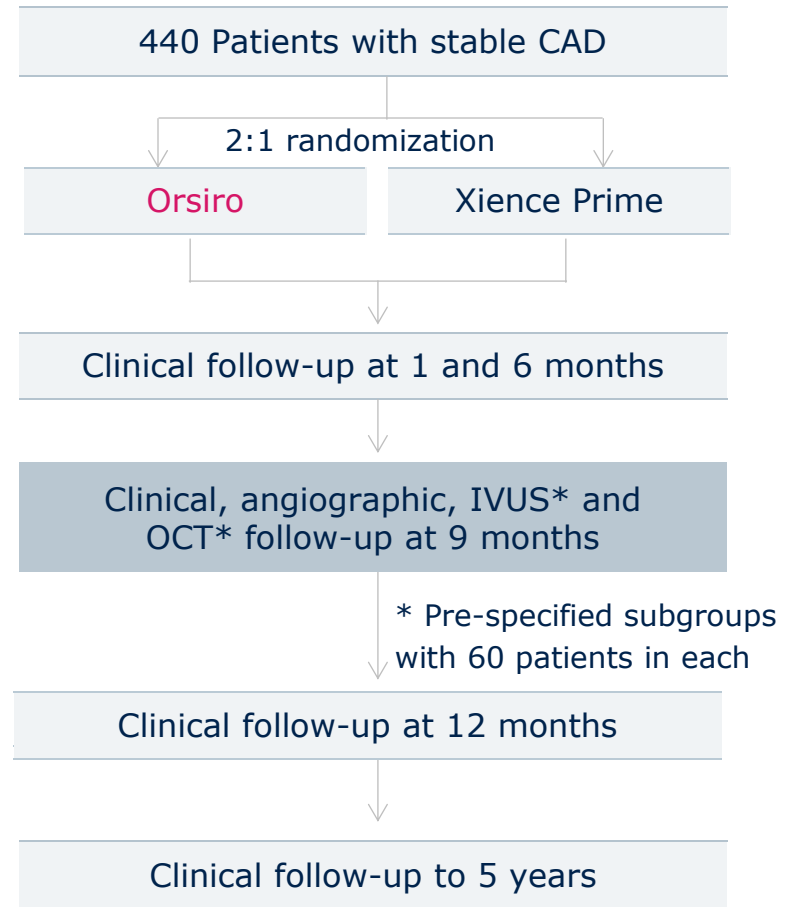 440 Patients with stable CAD
2:1 randomization
Orsiro
Xience Prime
Clinical follow-up at 1 and 6 months
Clinical, angiographic, IVUS* and
OCT* follow-up at 9 months
* Pre-specified subgroups
with 60 patients in each
Clinical follow-up at 12 months
Clinical follow-up to 5 years